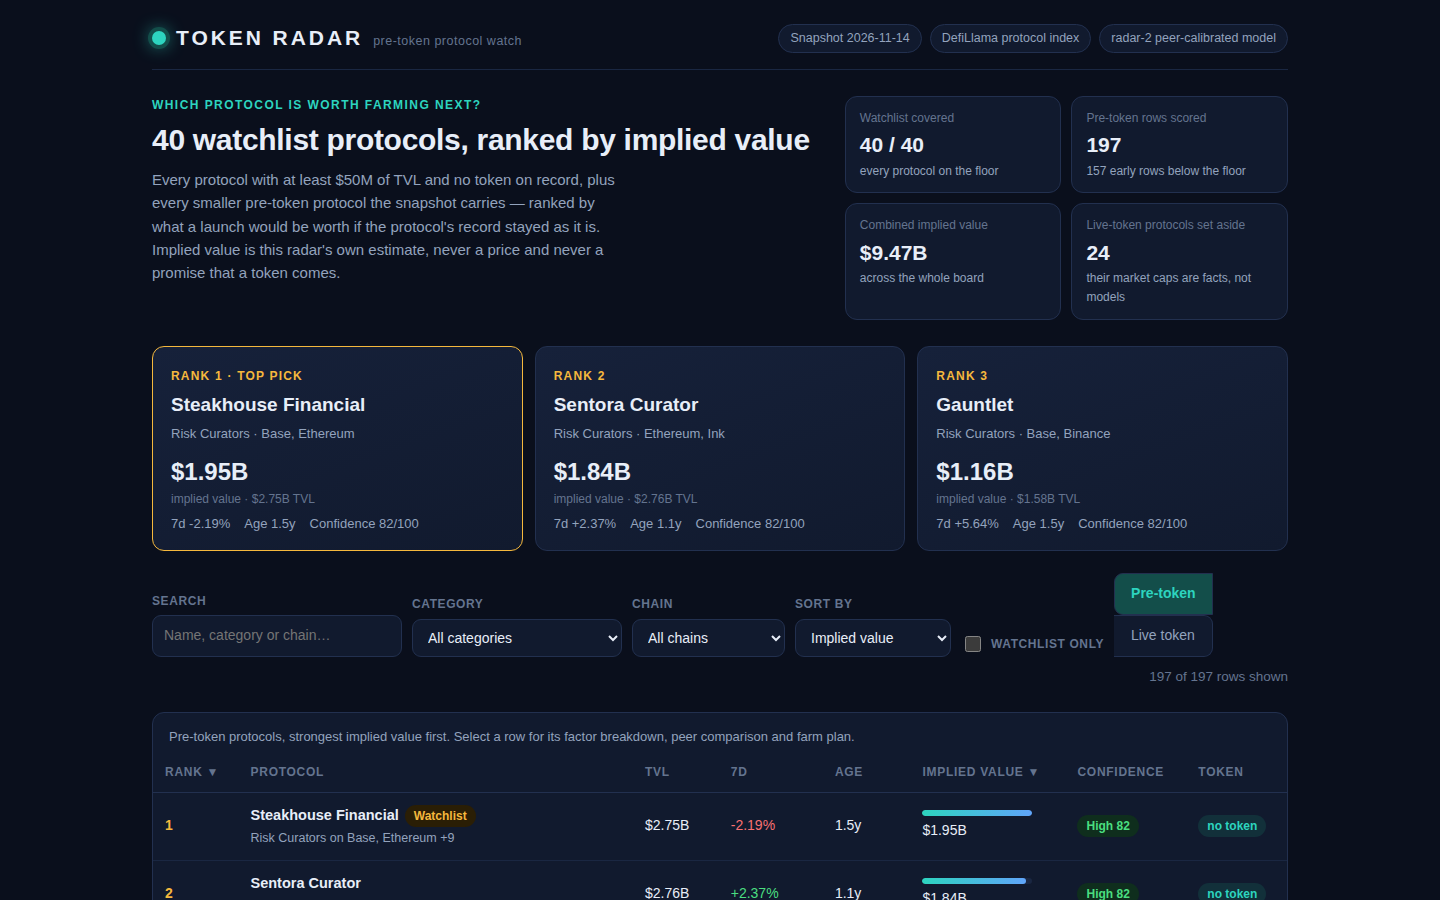 TOKEN RADAR pre-token protocol watch
Snapshot 2026-11-14
DefiLlama protocol index
radar-2 peer-calibrated model
WHICH PROTOCOL IS WORTH FARMING NEXT?
40 watchlist protocols, ranked by implied value
Every protocol with at least $50M of TVL and no token on record, plus
every smaller pre-token protocol the snapshot carries — ranked by
what a launch would be worth if the protocol's record stayed as it is.
Implied value is this radar's own estimate, never a price and never a
promise that a token comes.
Watchlist covered
40 / 40
every protocol on the floor
Pre-token rows scored
197
157 early rows below the floor
Combined implied value
$9.47B
across the whole board
Live-token protocols set aside
24
their market caps are facts, not
models
RANK 1 · TOP PICK
Steakhouse Financial
Risk Curators · Base, Ethereum
$1.95B
implied value · $2.75B TVL
7d -2.19% Age 1.5y Confidence 82/100
RANK 2
Sentora Curator
Risk Curators · Ethereum, Ink
$1.84B
implied value · $2.76B TVL
7d +2.37% Age 1.1y Confidence 82/100
RANK 3
Gauntlet
Risk Curators · Base, Binance
$1.16B
implied value · $1.58B TVL
7d +5.64% Age 1.5y Confidence 82/100
SEARCH
Name, category or chain…
CATEGORY
All categories
CHAIN
All chains
SORT BY
Implied value
WATCHLIST ONLY
Pre-token
Live token
197 of 197 rows shown
Pre-token protocols, strongest implied value first. Select a row for its factor breakdown, peer comparison and farm plan.
RANK ▼ PROTOCOL TVL 7D AGE IMPLIED VALUE ▼ CONFIDENCE TOKEN
1 Steakhouse Financial Watchlist $2.75B -2.19% 1.5y $1.95B High 82 no token
Risk Curators on Base, Ethereum +9
2 Sentora Curator $2.76B +2.37% 1.1y $1.84B High 82 no token